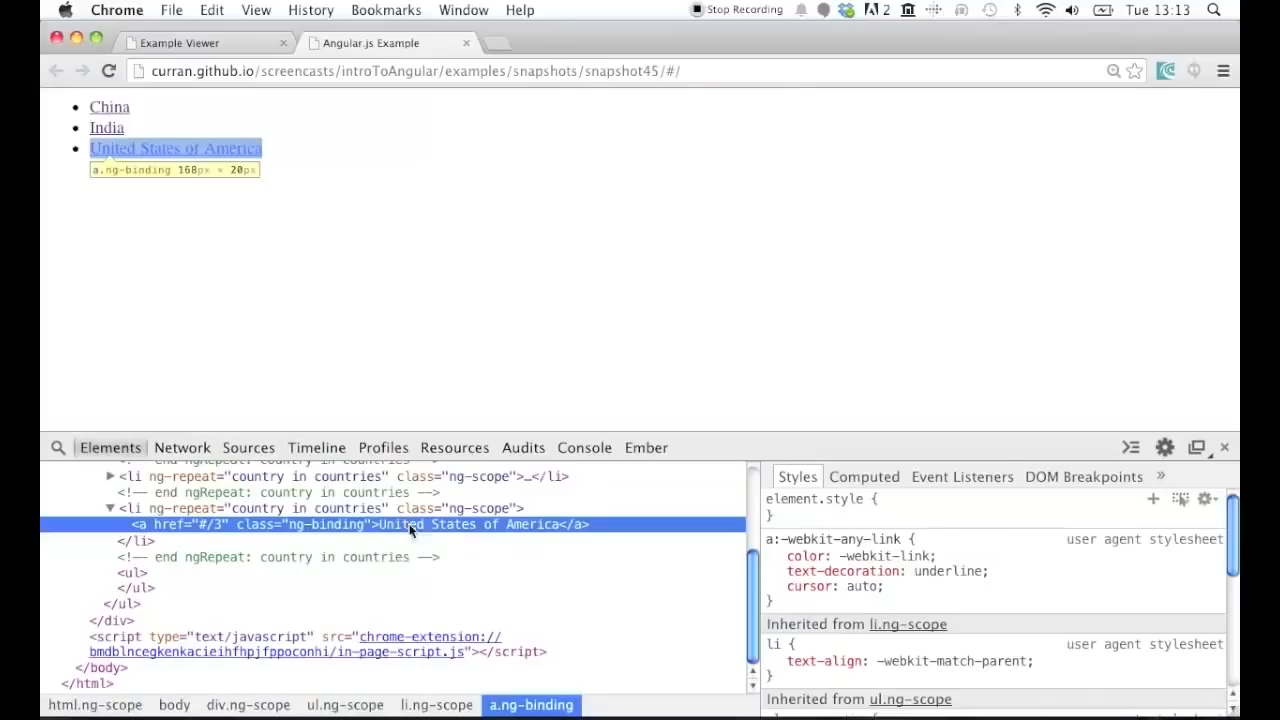 Chrome File Edit View History Bookmarks Window Help Stop Recording 2 Tue 13:13
Example Viewer Angular.js Example
curran.github.io/screencasts/introToAngular/examples/snapshots/snapshot45/#/
• China
• India
• United States of America
a.ng-binding 168px × 20px
Elements Network Sources Timeline Profiles Resources Audits Console Ember
<!-- end ngRepeat: country in countries -->
<li ng-repeat="country in countries" class="ng-scope">…</li>
<!-- end ngRepeat: country in countries -->
<li ng-repeat="country in countries" class="ng-scope">
<a href="#/3" class="ng-binding">United States of America</a>
</li>
<!-- end ngRepeat: country in countries -->
<ul>
</ul>
</ul>
</div>
<script type="text/javascript" src="chrome-extension://
bmdblncegkenkacieihfhpjfppoconhi/in-page-script.js"></script>
</body>
</html>
html.ng-scope body div.ng-scope ul.ng-scope li.ng-scope a.ng-binding
Styles Computed Event Listeners DOM Breakpoints »
element.style {
}
a:-webkit-any-link { user agent stylesheet
color: -webkit-link;
text-decoration: underline;
cursor: auto;
}
Inherited from li.ng-scope
li { user agent stylesheet
text-align: -webkit-match-parent;
}
Inherited from ul.ng-scope